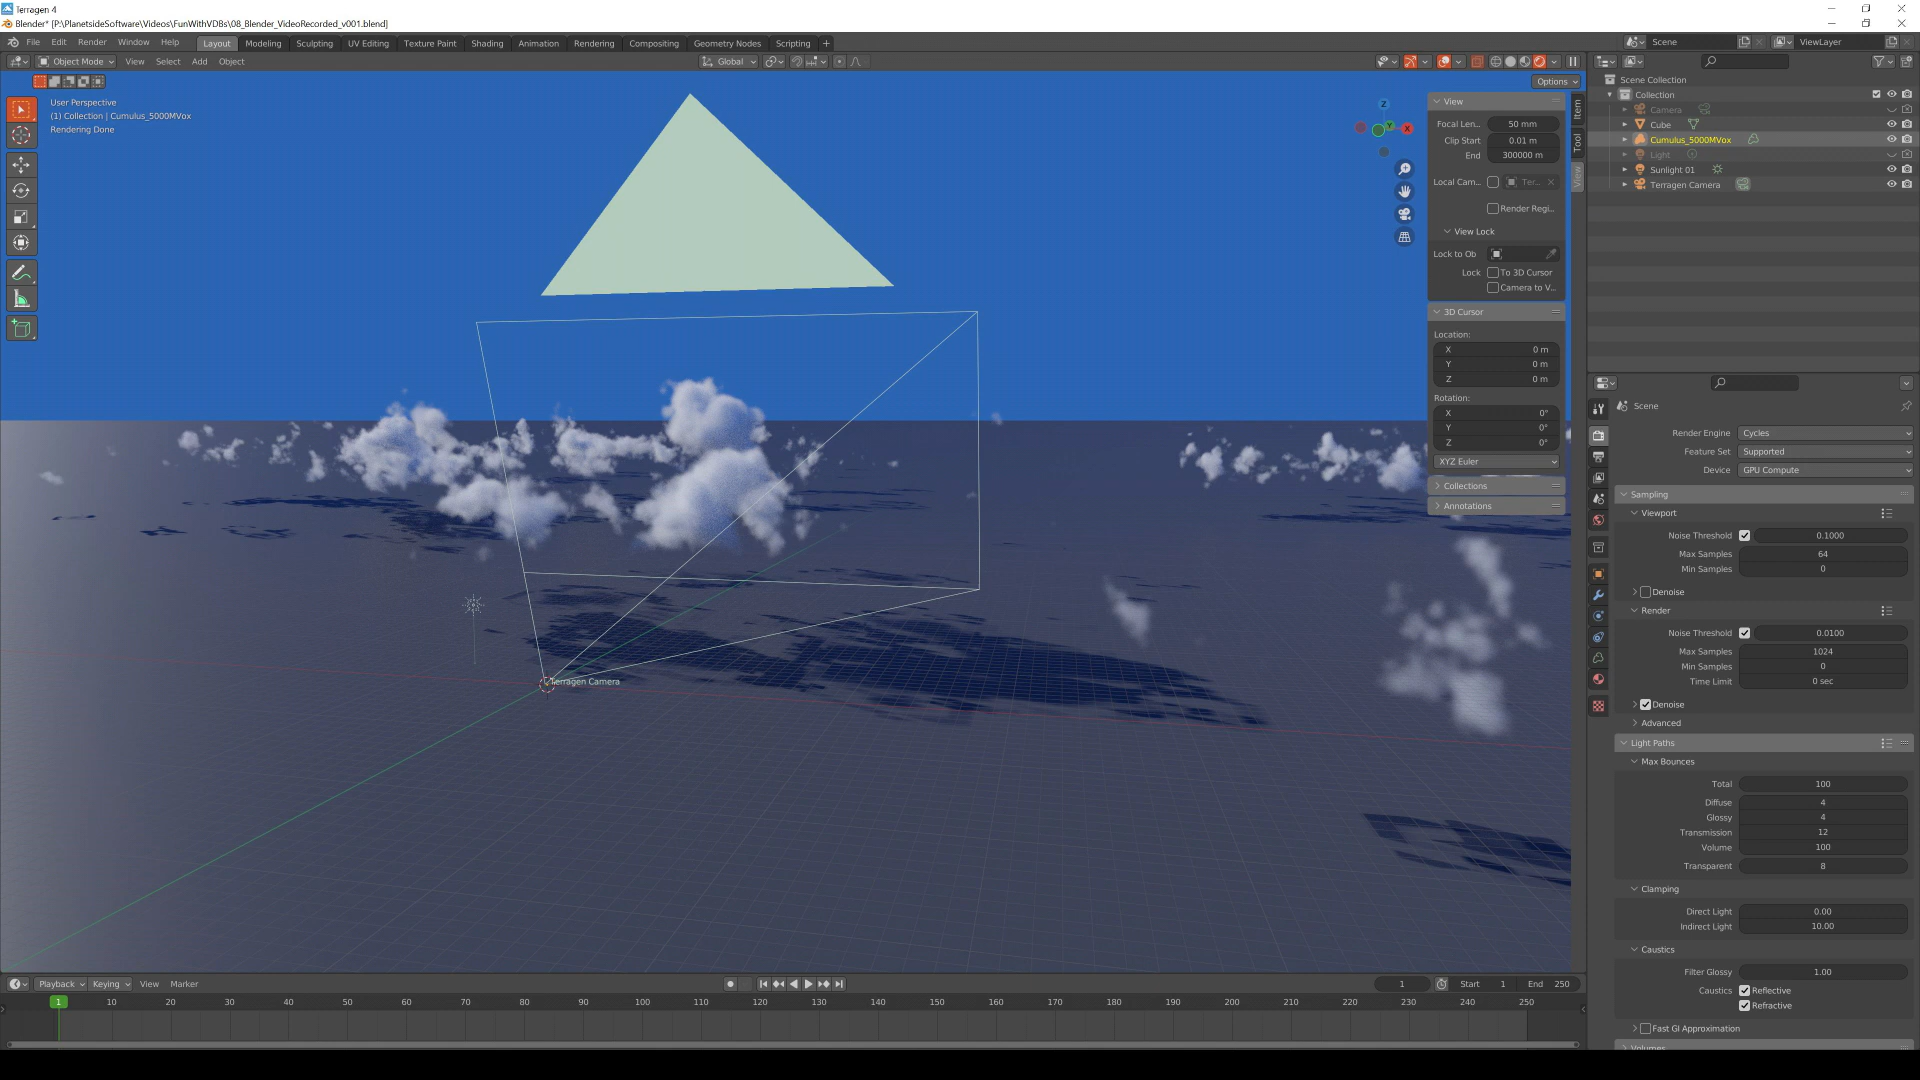 Terragen 4
Blender* [P:\PlanetsideSoftware\Videos\FunWithVDBs\08_Blender_VideoRecorded_v001.blend]
File Edit Render Window Help Layout Modeling Sculpting UV Editing Texture Paint Shading Animation Rendering Compositing Geometry Nodes Scripting + Scene ViewLayer
Object Mode View Select Add Object Global
Options
User Perspective
(1) Collection | Cumulus_5000MVox
Rendering Done
Z
Y
X
View
Focal Len... 50 mm
Clip Start 0.01 m
End 300000 m
Local Cam... Ter...
Render Regi...
View Lock
Lock to Ob
Lock To 3D Cursor
Camera to V...
3D Cursor
Location:
X 0 m
Y 0 m
Z 0 m
Rotation:
X 0°
Y 0°
Z 0°
XYZ Euler
Collections
Annotations
Item
Tool
View
Terragen Camera
Scene Collection
Collection
Camera
Cube
Cumulus_5000MVox
Light
Sunlight 01
Terragen Camera
Scene
Render Engine Cycles
Feature Set Supported
Device GPU Compute
Sampling
Viewport
Noise Threshold 0.1000
Max Samples 64
Min Samples 0
Denoise
Render
Noise Threshold 0.0100
Max Samples 1024
Min Samples 0
Time Limit 0 sec
Denoise
Advanced
Light Paths
Max Bounces
Total 100
Diffuse 4
Glossy 4
Transmission 12
Volume 100
Transparent 8
Clamping
Direct Light 0.00
Indirect Light 10.00
Caustics
Filter Glossy 1.00
Caustics Reflective
Refractive
Fast GI Approximation
Volumes
Playback Keying View Marker 1 Start 1 End 250
1 10 20 30 40 50 60 70 80 90 100 110 120 130 140 150 160 170 180 190 200 210 220 230 240 250